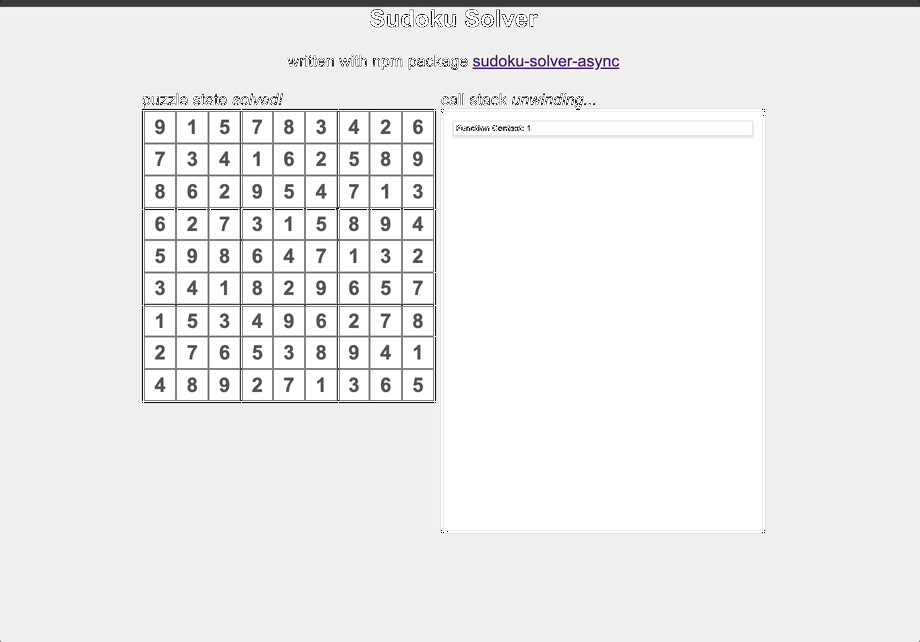 Sudoku Solver
written with npm package sudoku-solver-async
puzzle state solved!
call stack unwinding...
9 1 5 7 8 3 4 2 6
7 3 4 1 6 2 5 8 9
8 6 2 9 5 4 7 1 3
6 2 7 3 1 5 8 9 4
5 9 8 6 4 7 1 3 2
3 4 1 8 2 9 6 5 7
1 5 3 4 9 6 2 7 8
2 7 6 5 3 8 9 4 1
4 8 9 2 7 1 3 6 5
Function Context: 1